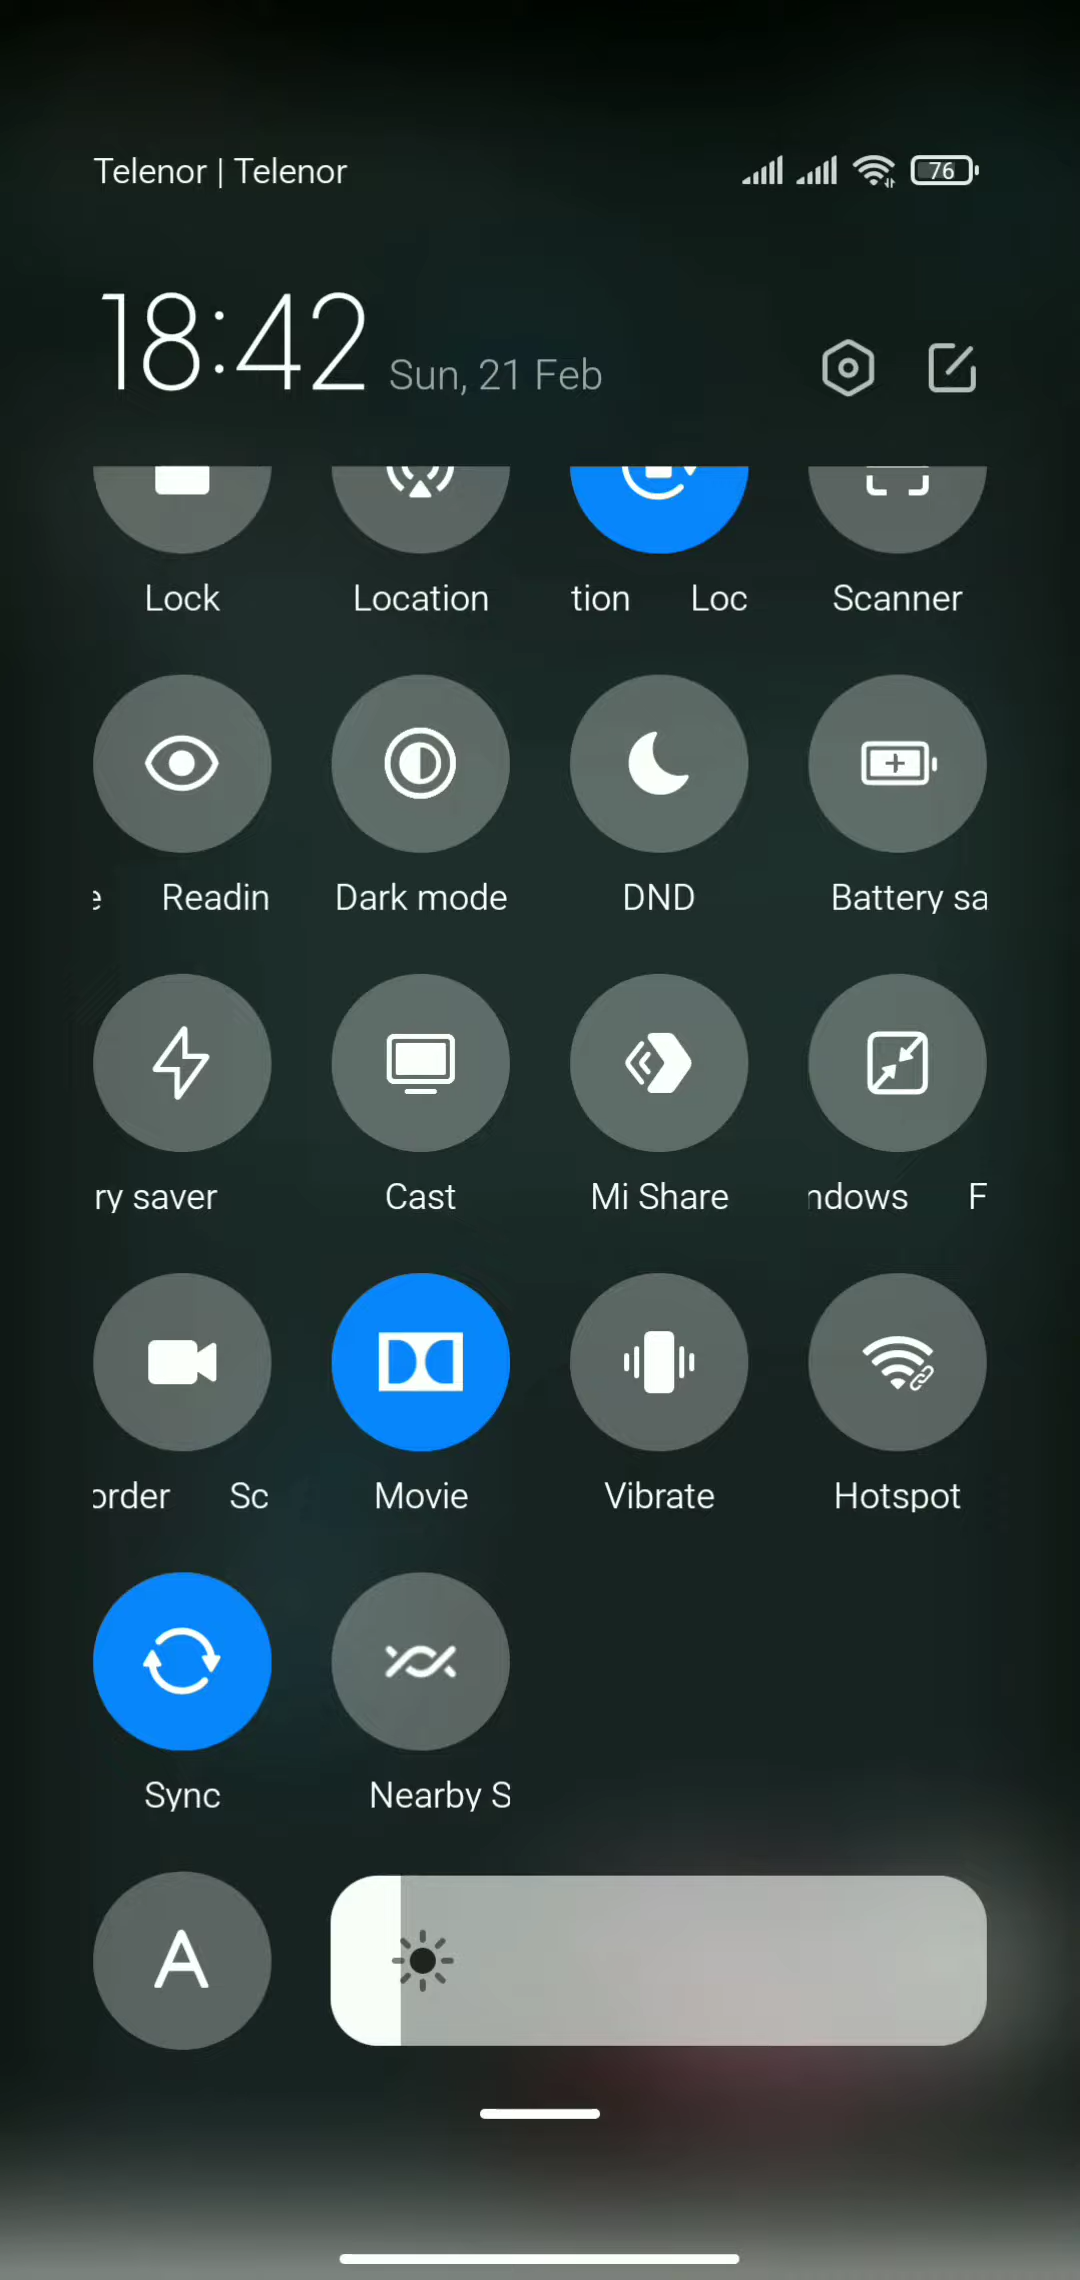 Telenor | Telenor 76
18:42 Sun, 21 Feb
Lock Location tion Loc Scanner
e Readin Dark mode DND Battery sa
ry saver Cast Mi Share ndows F
order Sc Movie Vibrate Hotspot
Sync Nearby S
A